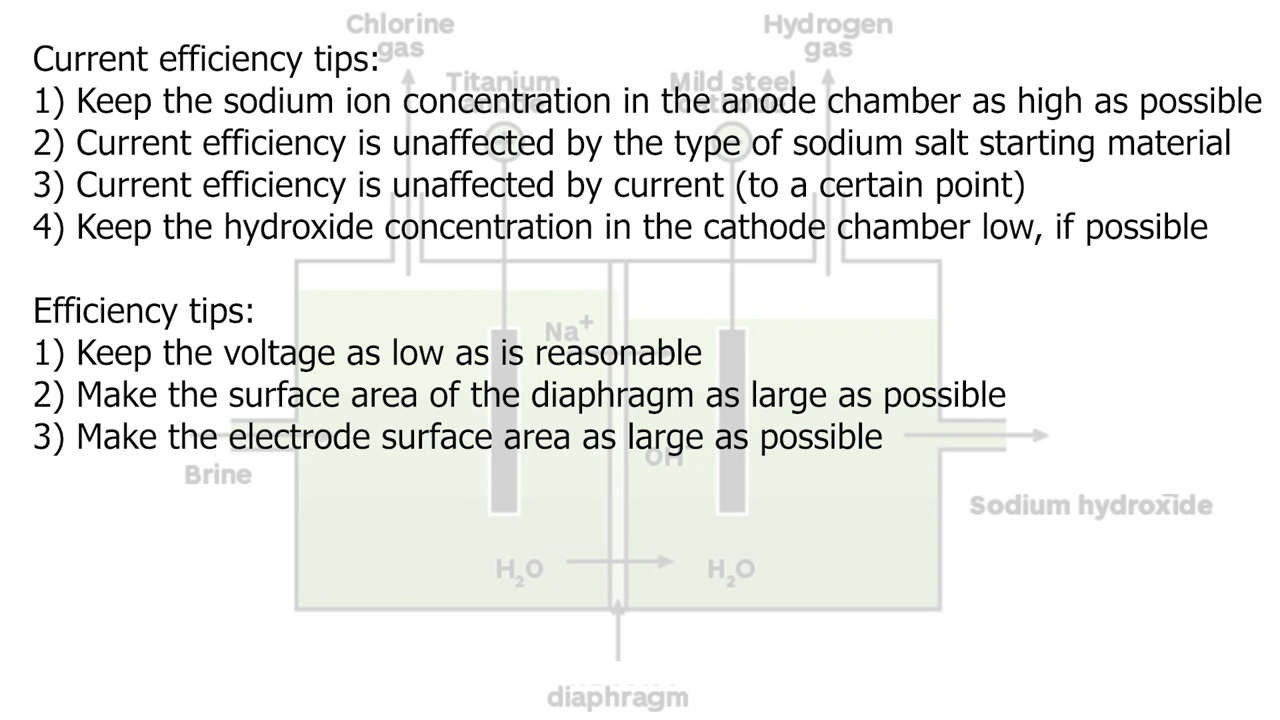 Chlorine gas
Hydrogen gas
Current efficiency tips:
Titanium
Mild steel
1) Keep the sodium ion concentration in the anode chamber as high as possible
2) Current efficiency is unaffected by the type of sodium salt starting material
3) Current efficiency is unaffected by current (to a certain point)
4) Keep the hydroxide concentration in the cathode chamber low, if possible
Efficiency tips:
Na+
1) Keep the voltage as low as is reasonable
2) Make the surface area of the diaphragm as large as possible
3) Make the electrode surface area as large as possible
OH
Brine
Sodium hydroxide
H2O
H2O
diaphragm